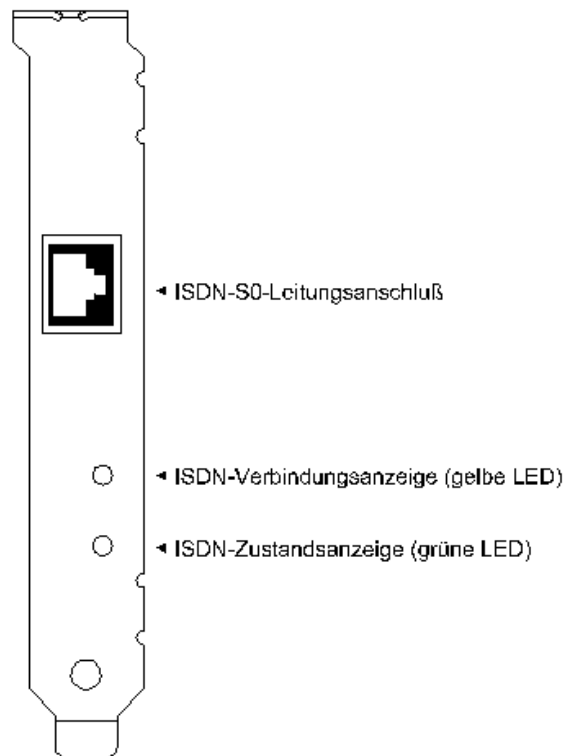 ISDN-S0-Leitungsanschluß
ISDN-Verbindungsanzeige (gelbe LED)
ISDN-Zustandsanzeige (grüne LED)